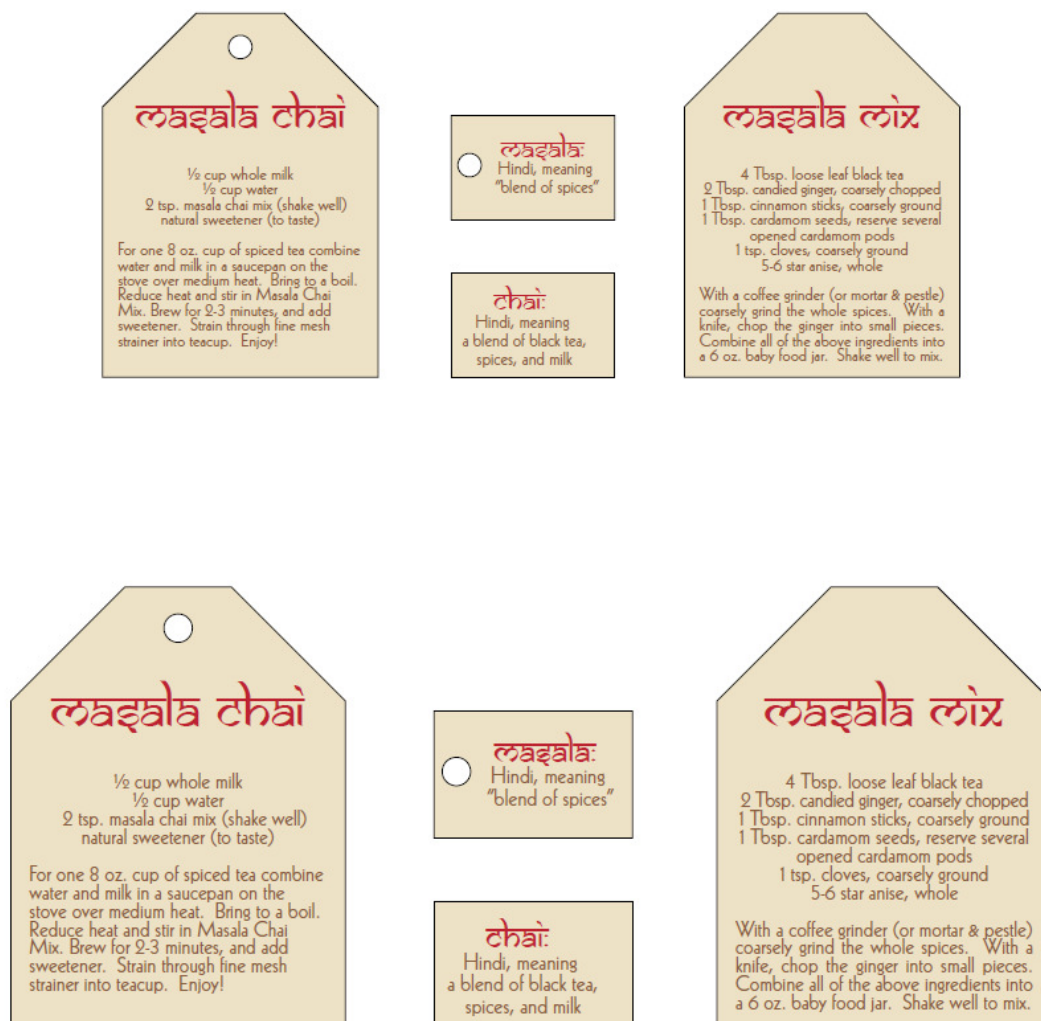 masala chai
½ cup whole milk
½ cup water
2 tsp. masala chai mix (shake well)
natural sweetener (to taste)
For one 8 oz. cup of spiced tea combine
water and milk in a saucepan on the
stove over medium heat. Bring to a boil.
Reduce heat and stir in Masala Chai
Mix. Brew for 2-3 minutes, and add
sweetener. Strain through fine mesh
strainer into teacup. Enjoy!
masala:
Hindi, meaning
"blend of spices"
chai:
Hindi, meaning
a blend of black tea,
spices, and milk
masala mix
4 Tbsp. loose leaf black tea
2 Tbsp. candied ginger, coarsely chopped
1 Tbsp. cinnamon sticks, coarsely ground
1 Tbsp. cardamom seeds, reserve several
opened cardamom pods
1 tsp. cloves, coarsely ground
5-6 star anise, whole
With a coffee grinder (or mortar & pestle)
coarsely grind the whole spices. With a
knife, chop the ginger into small pieces.
Combine all of the above ingredients into
a 6 oz. baby food jar. Shake well to mix.
masala chai
½ cup whole milk
½ cup water
2 tsp. masala chai mix (shake well)
natural sweetener (to taste)
For one 8 oz. cup of spiced tea combine
water and milk in a saucepan on the
stove over medium heat. Bring to a boil.
Reduce heat and stir in Masala Chai
Mix. Brew for 2-3 minutes, and add
sweetener. Strain through fine mesh
strainer into teacup. Enjoy!
masala:
Hindi, meaning
"blend of spices"
chai:
Hindi, meaning
a blend of black tea,
spices, and milk
masala mix
4 Tbsp. loose leaf black tea
2 Tbsp. candied ginger, coarsely chopped
1 Tbsp. cinnamon sticks, coarsely ground
1 Tbsp. cardamom seeds, reserve several
opened cardamom pods
1 tsp. cloves, coarsely ground
5-6 star anise, whole
With a coffee grinder (or mortar & pestle)
coarsely grind the whole spices. With a
knife, chop the ginger into small pieces.
Combine all of the above ingredients into
a 6 oz. baby food jar. Shake well to mix.